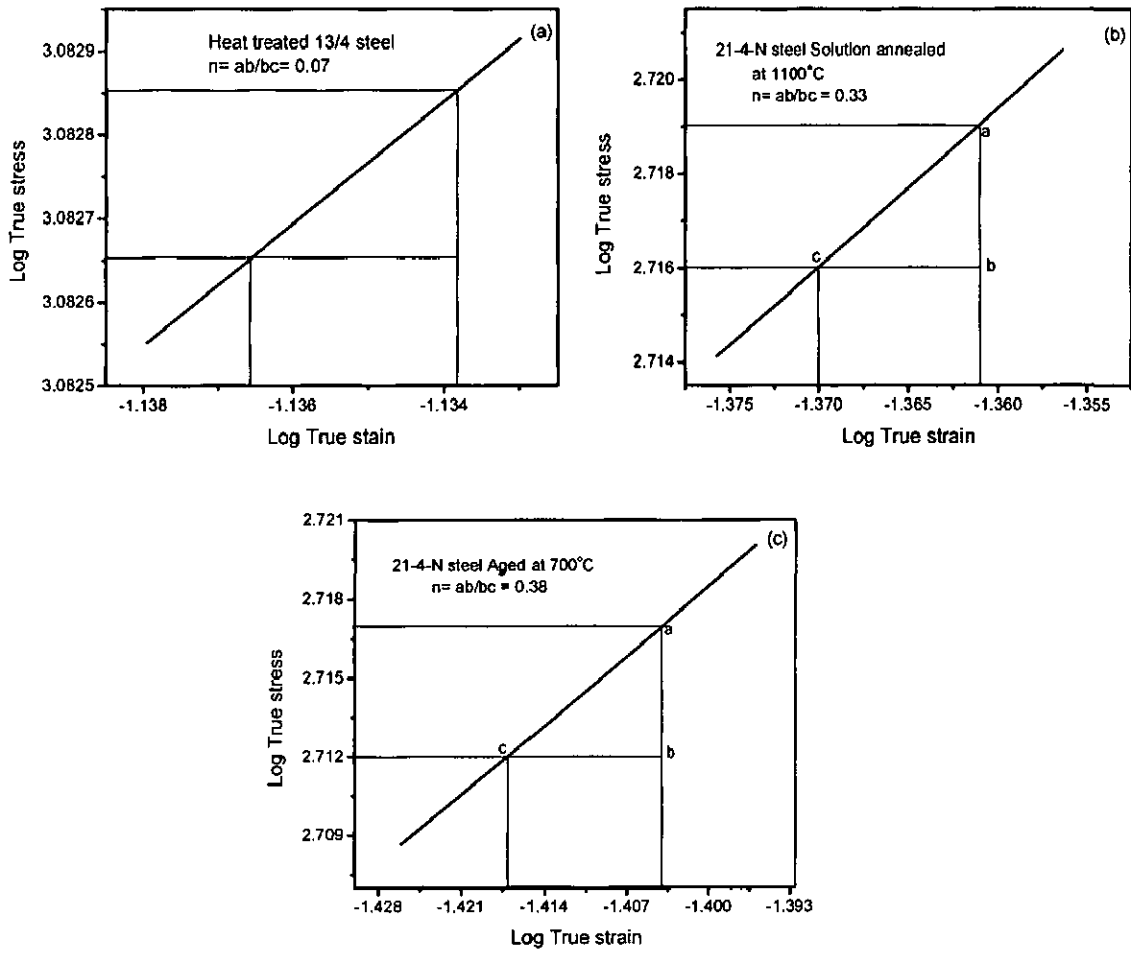 (a)
Heat treated 13/4 steel
n= ab/bc= 0.07
3.0829
3.0828
3.0827
3.0826
3.0825
Log True stress
-1.138 -1.136 -1.134
Log True stain
(b)
21-4-N steel Solution annealed
at 1100°C
n= ab/bc = 0.33
2.720
2.718
2.716
2.714
Log True stress
a
c
b
-1.375 -1.370 -1.365 -1.360 -1.355
Log True strain
(c)
21-4-N steel Aged at 700°C
n= ab/bc = 0.38
2.721
2.718
2.715
2.712
2.709
Log True stress
a
c
b
-1.428 -1.421 -1.414 -1.407 -1.400 -1.393
Log True strain